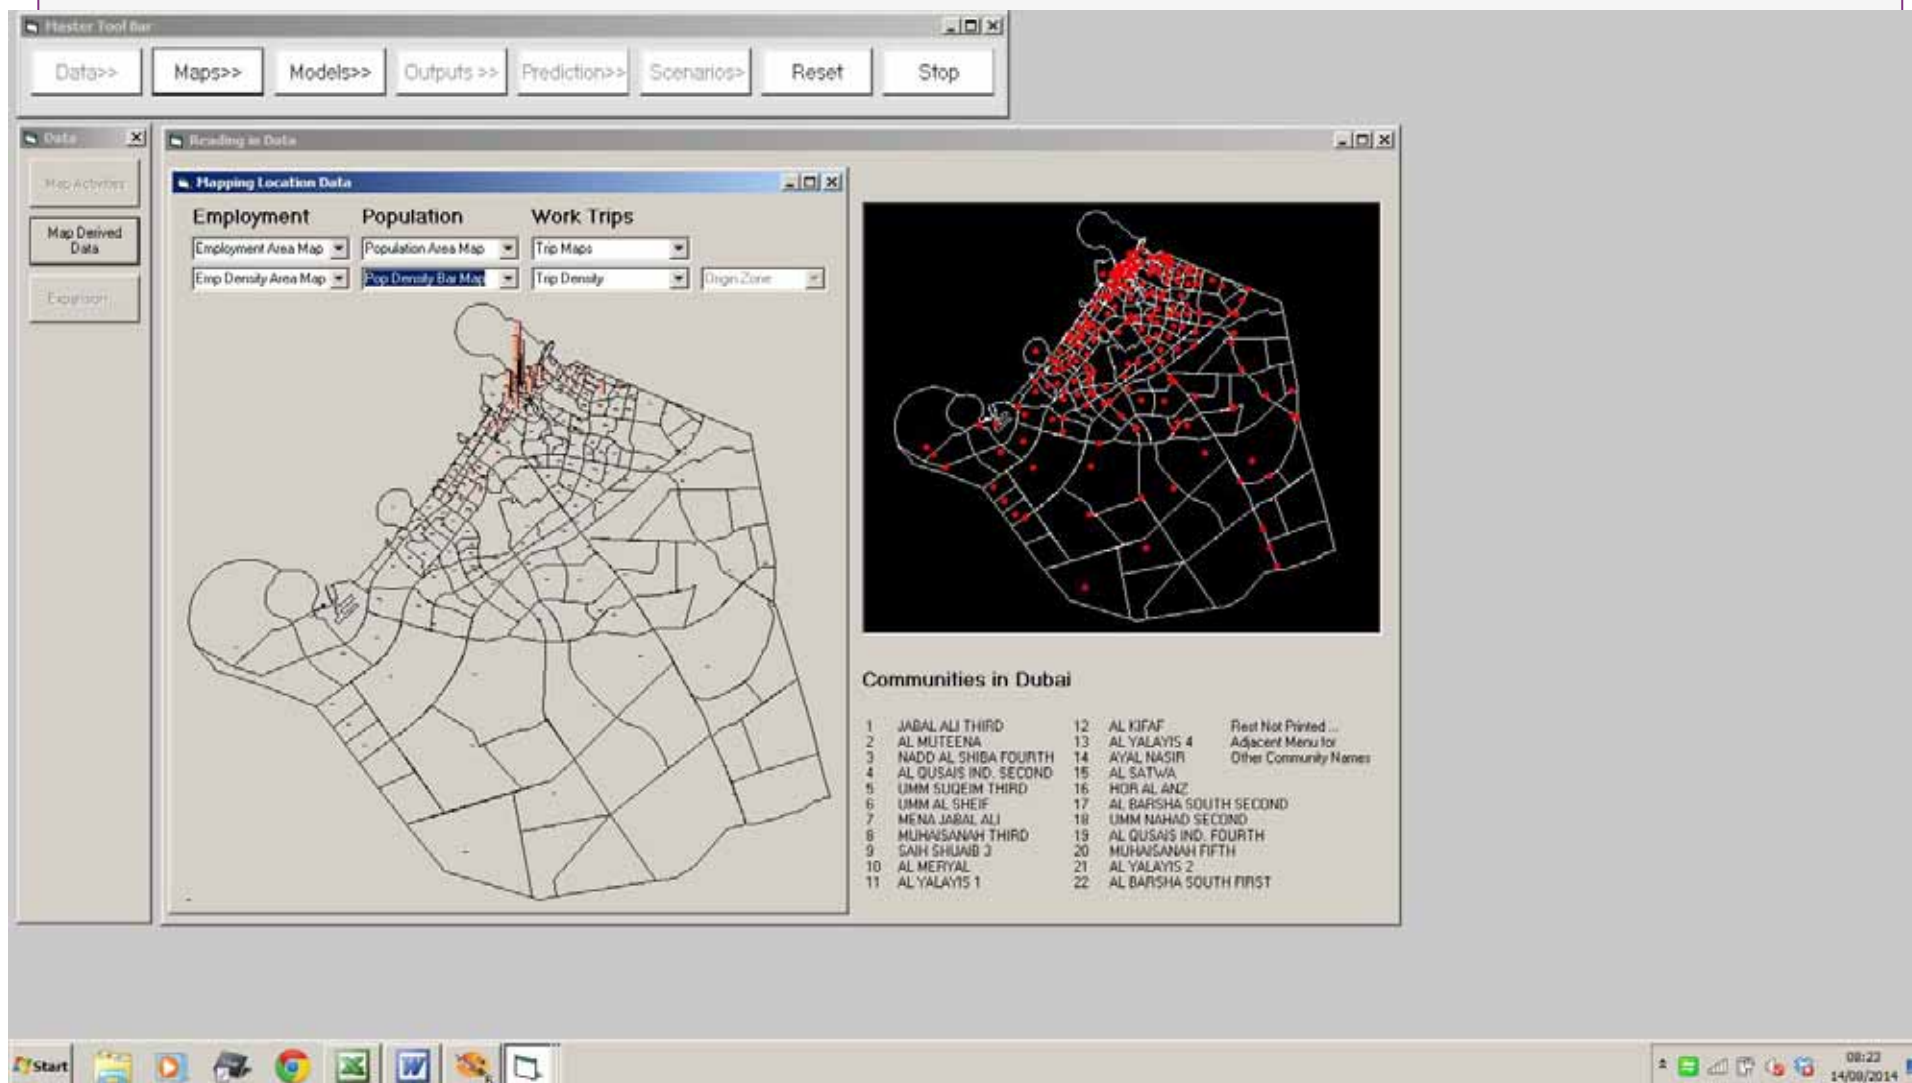 Master Tool Bar
Data>> Maps>> Models>> Outputs >> Prediction>> Scenarios> Reset Stop
Data
Map Activities
Map Derived
Data
Expansion
Reading in Data
Mapping Location Data
Employment Population Work Trips
Employment Area Map Population Area Map Trip Maps
Emp Density Area Map Pop Density Bar Map Trip Density Origin Zone
Communities in Dubai
1 JABAL ALI THIRD 12 AL KIFAF Rest Not Printed ...
2 AL MUTEENA 13 AL YALAYIS 4 Adjacent Menu for
3 NADD AL SHIBA FOURTH 14 AYAL NASIR Other Community Names
4 AL QUSAIS IND. SECOND 15 AL SATWA
5 UMM SUQEIM THIRD 16 HOR AL ANZ
6 UMM AL SHEIF 17 AL BARSHA SOUTH SECOND
7 MENA JABAL ALI 18 UMM NAHAD SECOND
8 MUHAISANAH THIRD 19 AL QUSAIS IND. FOURTH
9 SAIH SHUAIB 3 20 MUHAISANAH FIFTH
10 AL MERYAL 21 AL YALAYIS 2
11 AL YALAYIS 1 22 AL BARSHA SOUTH FIRST
Start
08:23
14/08/2014